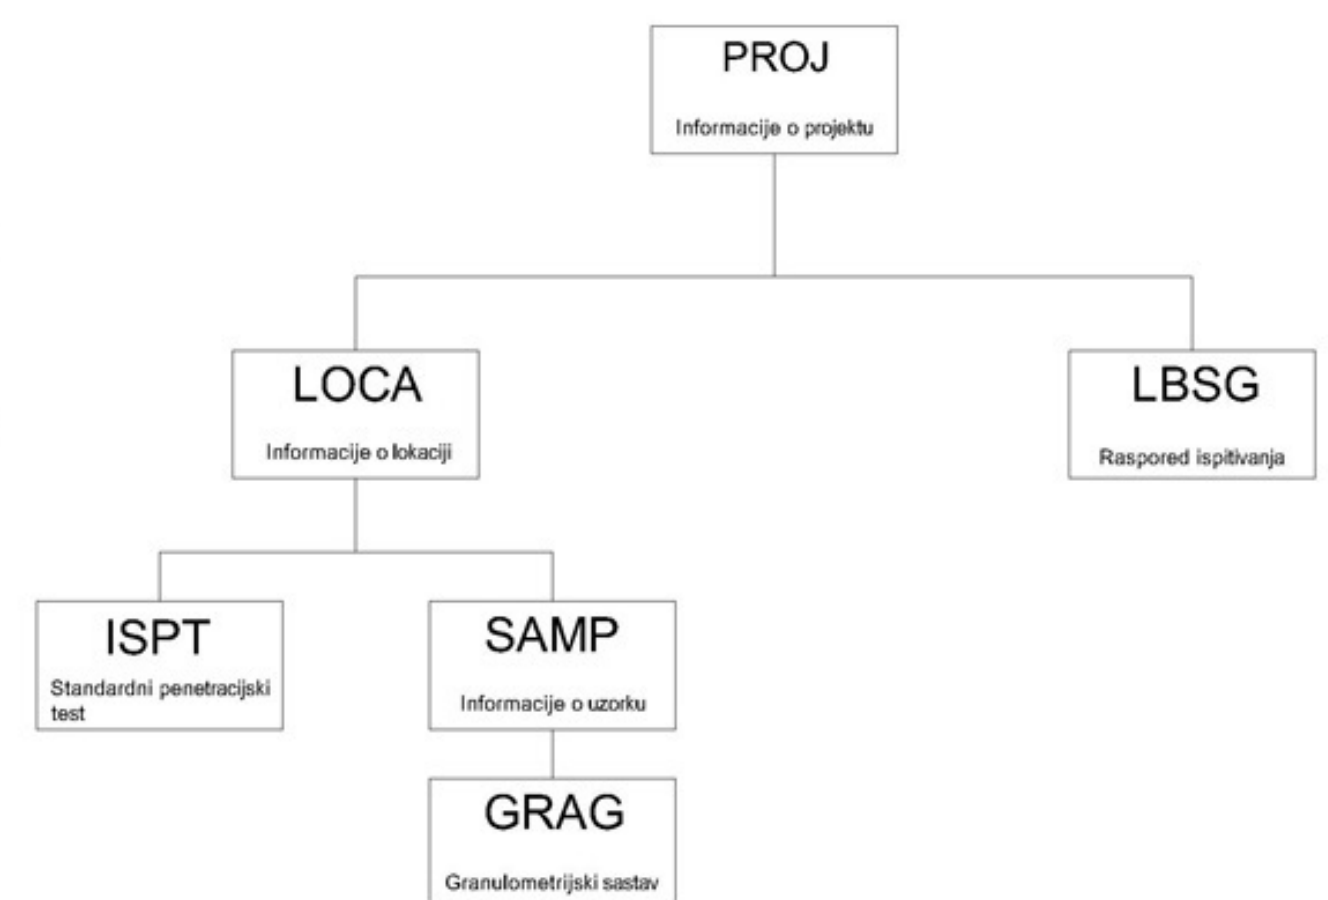 PROJ
Informacije o projektu
LOCA
Informacije o lokaciji
LBSG
Raspored ispitivanja
ISPT
Standardni penetracijski
test
SAMP
Informacije o uzorku
GRAG
Granulometrijski sastav